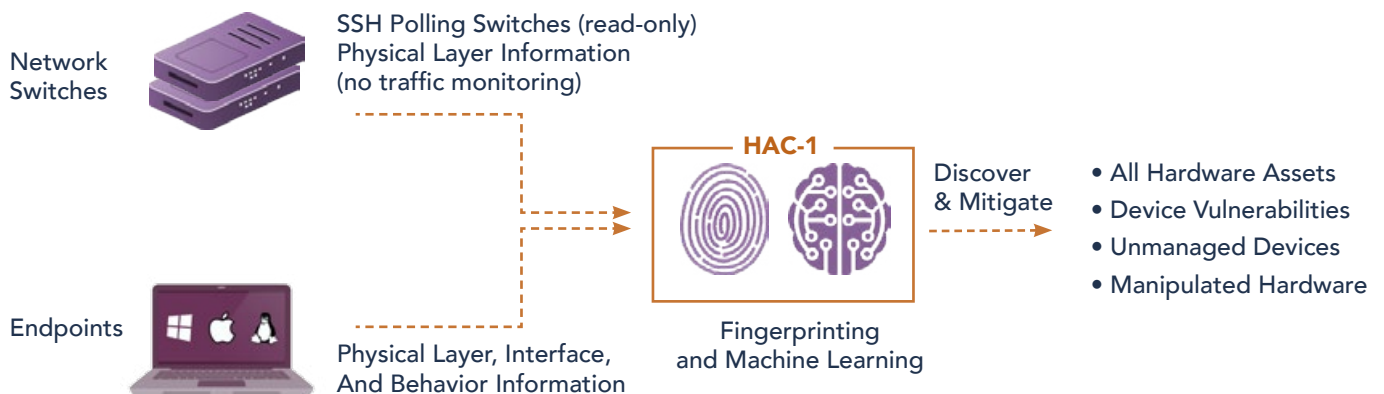 Network
Switches
SSH Polling Switches (read-only)
Physical Layer Information
(no traffic monitoring)
HAC-1
Discover
& Mitigate
• All Hardware Assets
• Device Vulnerabilities
• Unmanaged Devices
• Manipulated Hardware
Endpoints
Physical Layer, Interface,
And Behavior Information
Fingerprinting
and Machine Learning